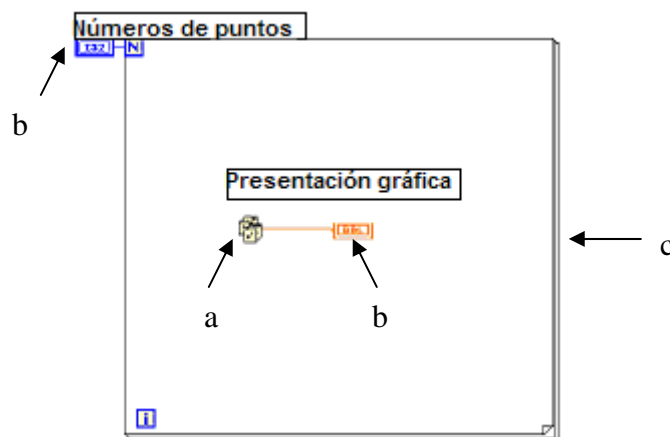 Números de puntos
I32 N
b
Presentación gráfica
DBL
a
b
c
i